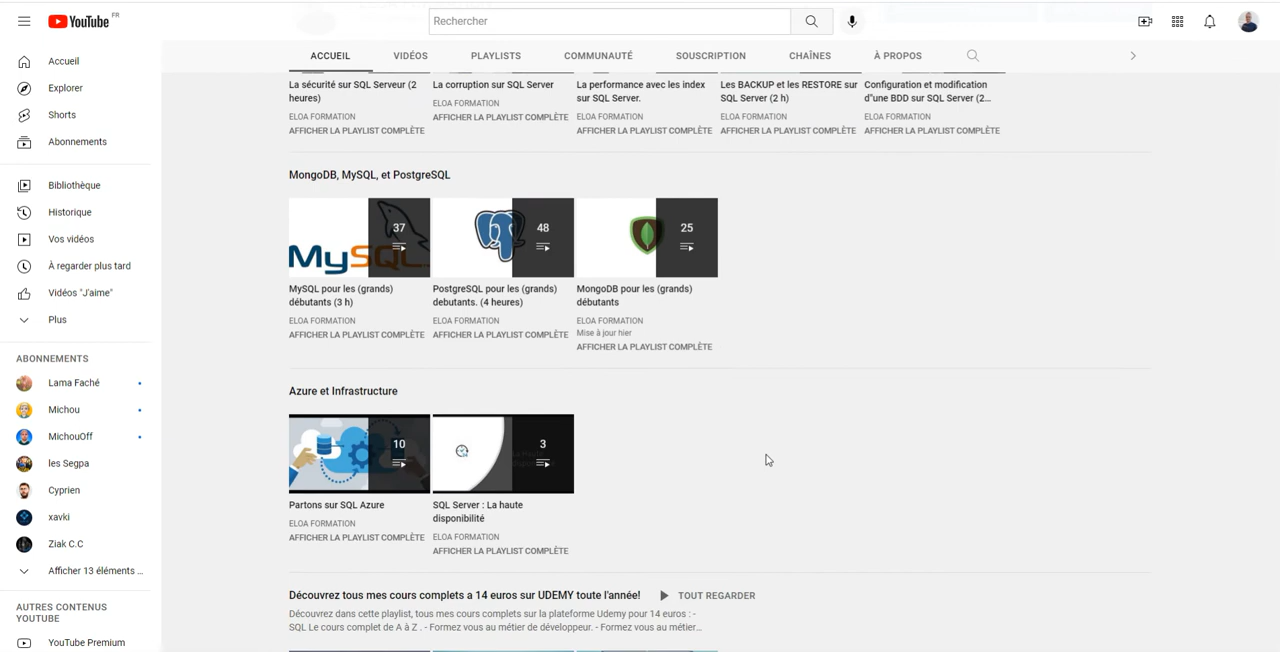 YouTube FR
Rechercher
Accueil
Explorer
Shorts
Abonnements
Bibliothèque
Historique
Vos vidéos
À regarder plus tard
Vidéos "J'aime"
Plus
ABONNEMENTS
Lama Faché
Michou
MichouOff
les Segpa
Cyprien
xavki
Ziak C.C
Afficher 13 éléments ...
AUTRES CONTENUS
YOUTUBE
YouTube Premium
ACCUEIL VIDÉOS PLAYLISTS COMMUNAUTÉ SOUSCRIPTION CHAÎNES À PROPOS
La sécurité sur SQL Serveur (2
heures)
ELOA FORMATION
AFFICHER LA PLAYLIST COMPLÈTE
La corruption sur SQL Server
ELOA FORMATION
AFFICHER LA PLAYLIST COMPLÈTE
La performance avec les index
sur SQL Server.
ELOA FORMATION
AFFICHER LA PLAYLIST COMPLÈTE
Les BACKUP et les RESTORE sur
SQL Server (2 h)
ELOA FORMATION
AFFICHER LA PLAYLIST COMPLÈTE
Configuration et modification
d"une BDD sur SQL Server (2...
ELOA FORMATION
AFFICHER LA PLAYLIST COMPLÈTE
MongoDB, MySQL, et PostgreSQL
MySQL
37
MySQL pour les (grands)
débutants (3 h)
ELOA FORMATION
AFFICHER LA PLAYLIST COMPLÈTE
48
PostgreSQL pour les (grands)
debutants. (4 heures)
ELOA FORMATION
AFFICHER LA PLAYLIST COMPLÈTE
25
MongoDB pour les (grands)
débutants
ELOA FORMATION
Mise à jour hier
AFFICHER LA PLAYLIST COMPLÈTE
Azure et Infrastructure
10
Partons sur SQL Azure
ELOA FORMATION
AFFICHER LA PLAYLIST COMPLÈTE
3
SQL Server : La haute
disponibilité
ELOA FORMATION
AFFICHER LA PLAYLIST COMPLÈTE
Découvrez tous mes cours complets a 14 euros sur UDEMY toute l'année! TOUT REGARDER
Découvrez dans cette playlist, tous mes cours complets sur la plateforme Udemy pour 14 euros : -
SQL Le cours complet de A à Z . - Formez vous au métier de développeur. - Formez vous au métier...